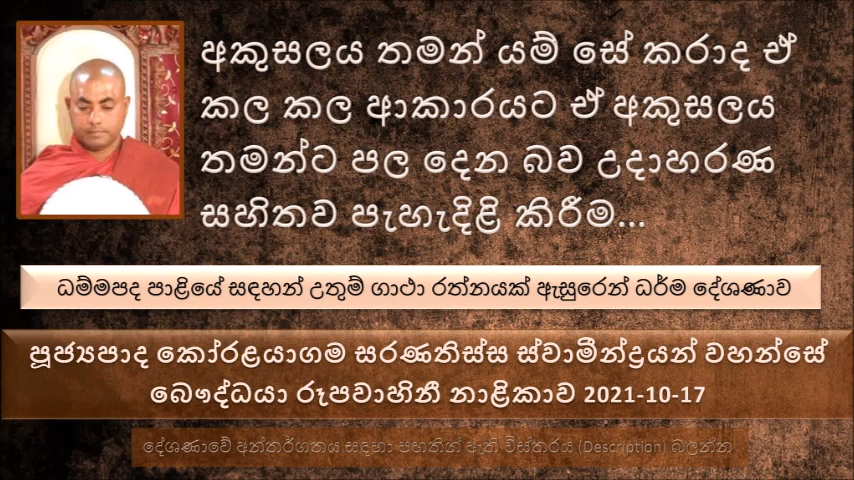 අකුසලය තමන් යම් සේ කරාද ඒ
කල කල ආකාරයට ඒ අකුසලය
තමන්ට පල දෙන බව උදාහරණ
සහිතව පැහැදිළි කිරීම...
ධම්මපද පාළියේ සඳහන් උතුම් ගාථා රත්නයක් ඇසුරෙන් ධර්ම දේශණාව
පූජ්‍යපාද කෝරළයාගම සරණතිස්ස ස්වාමීන්ද්‍රයන් වහන්සේ
බෞද්ධයා රූපවාහිනී නාළිකාව 2021-10-17
දේශණාවේ අන්තර්ගතය සඳහා පහතින් ඇති විස්තරය (Description) බලන්න